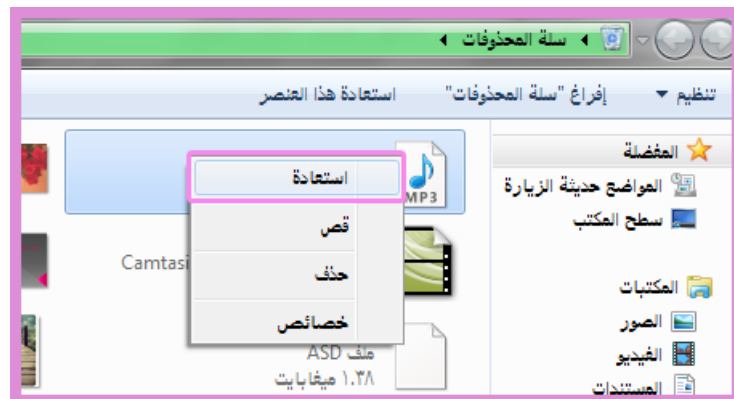 سلة المحذوفات
تنظيم
إفراغ "سلة المحذوفات"
استعادة هذا العنصر
المفضلة
المواضع حديثة الزيارة
سطح المكتب
المكتبات
الصور
الفيديو
المستندات
MP3
استعادة
قص
حذف
خصائص
Camtasi
ملف ASD
١.٣٨ ميغابايت